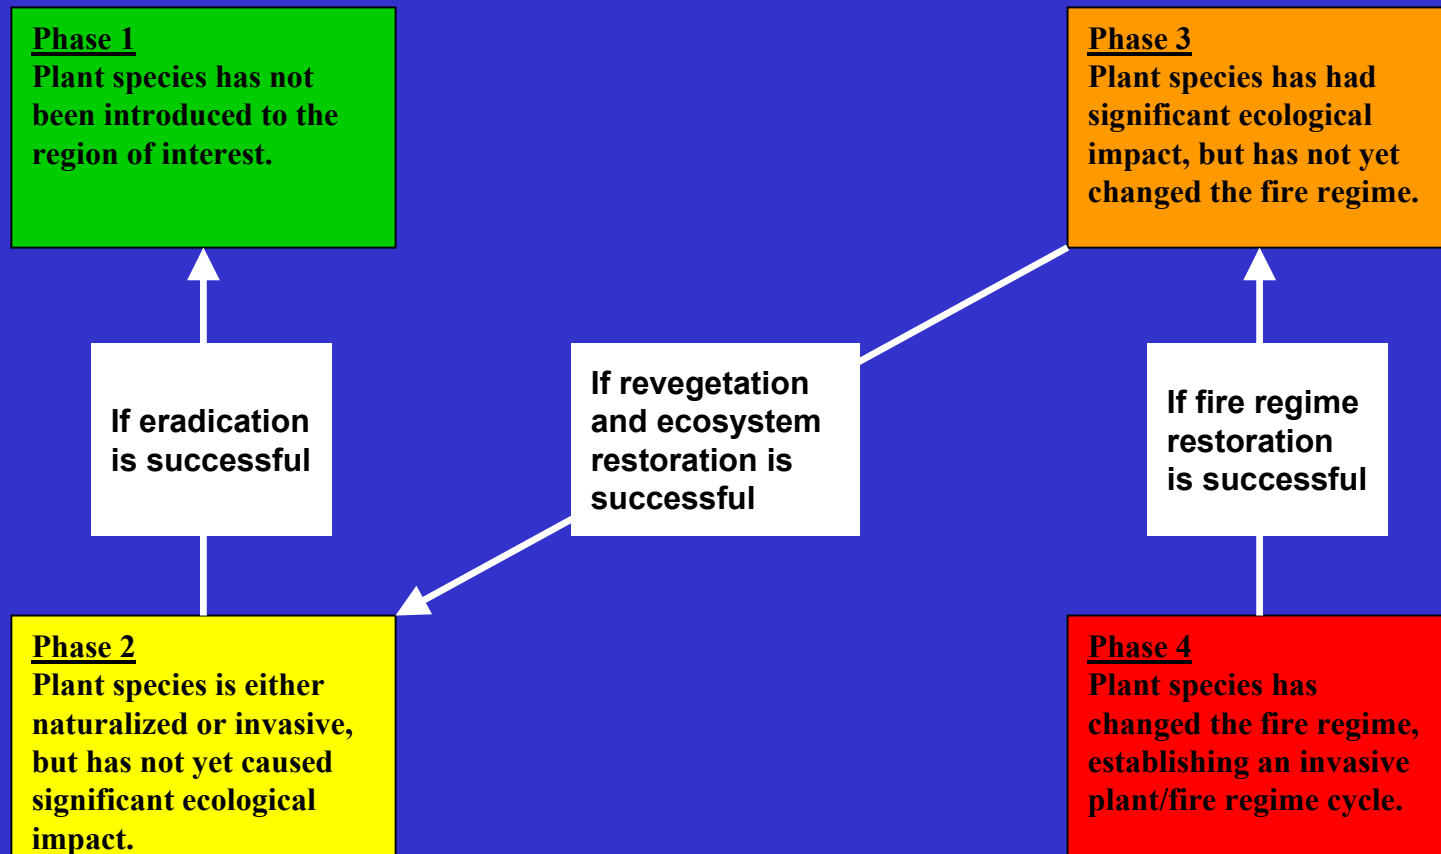 Phase 1
Plant species has not
been introduced to the
region of interest.
Phase 3
Plant species has had
significant ecological
impact, but has not yet
changed the fire regime.
If eradication
is successful
If revegetation
and ecosystem
restoration is
successful
If fire regime
restoration
is successful
Phase 2
Plant species is either
naturalized or invasive,
but has not yet caused
significant ecological
impact.
Phase 4
Plant species has
changed the fire regime,
establishing an invasive
plant/fire regime cycle.